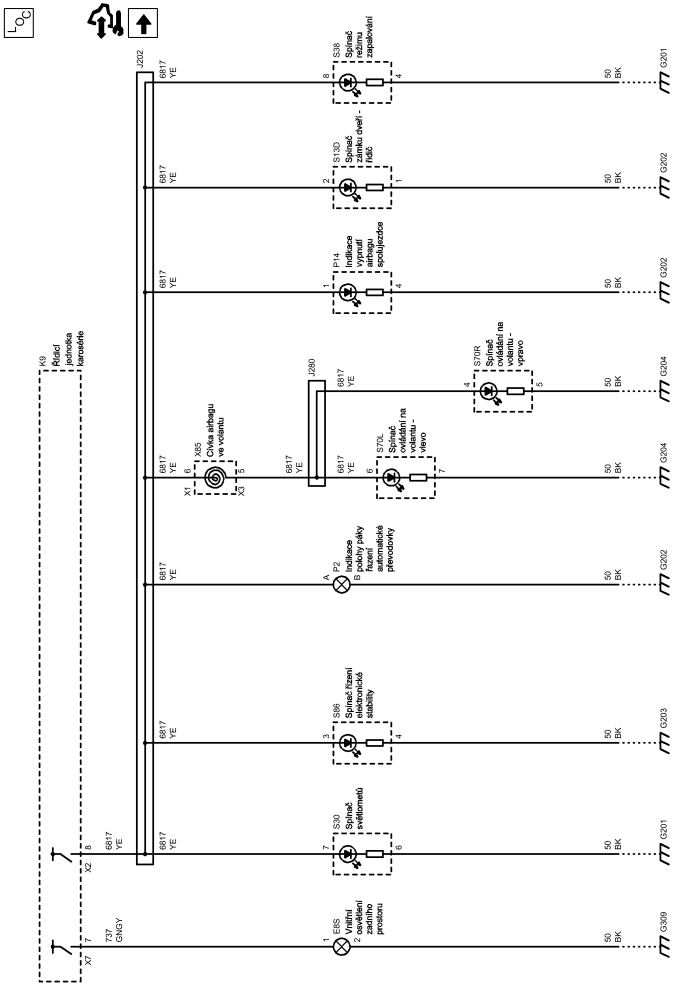 LOC
K9
Řídicí
jednotka
karosérie
X7
7
737
GNGY
X2
8
6817
YE
J202
1
E8S
Vnitřní
osvětlení
zadního
prostoru
2
50
BK
G309
6817
YE
7
S30
Spínač
světlometů
6
50
BK
G201
6817
YE
3
S86
Spínač řízení
elektronické
stability
4
50
BK
G203
6817
YE
A
P2
Indikace
polohy páky
řazení
automatické
převodovky
B
50
BK
G202
6817
YE
X1
6
X85
Cívka airbagu
ve volantu
X3
5
6817
YE
J280
6817
YE
6
S70L
Spínač
ovládání na
volantu -
vlevo
7
50
BK
G204
6817
YE
4
S70R
Spínač
ovládání na
volantu -
vpravo
5
50
BK
G204
6817
YE
1
P14
Indikace
vypnutí
airbagu
spolujezdce
4
50
BK
G202
6817
YE
2
S13D
Spínač
zámku dveří -
řidič
1
50
BK
G202
6817
YE
8
S38
Spínač
režimu
zapalování
4
50
BK
G201